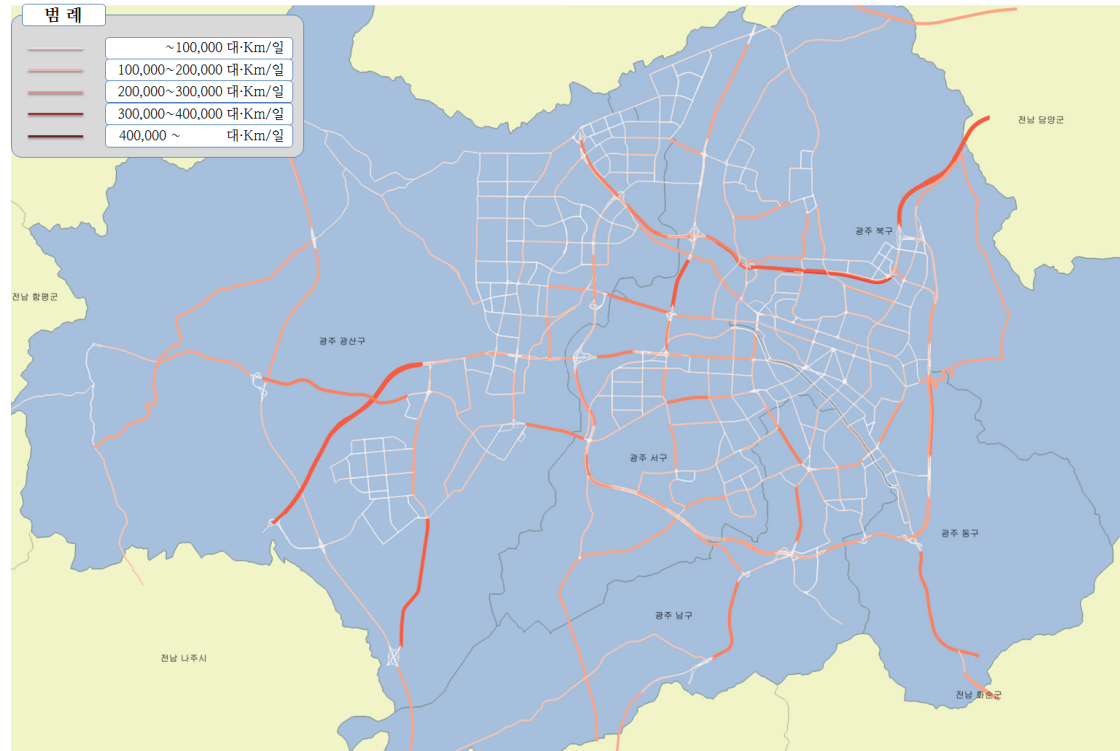 범 례
~100,000 대·Km/일
100,000~200,000 대·Km/일
200,000~300,000 대·Km/일
300,000~400,000 대·Km/일
400,000 ~ 대·Km/일
전남 담양군
광주 북구
전남 함평군
광주 광산구
광주 서구
광주 동구
광주 남구
전남 나주시
전남 화순군